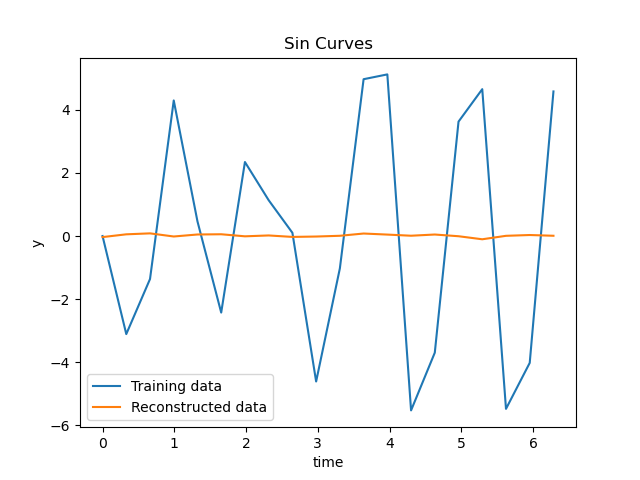 Sin Curves
y
4
2
0
−2
−4
−6
Training data
Reconstructed data
0 1 2 3 4 5 6
time